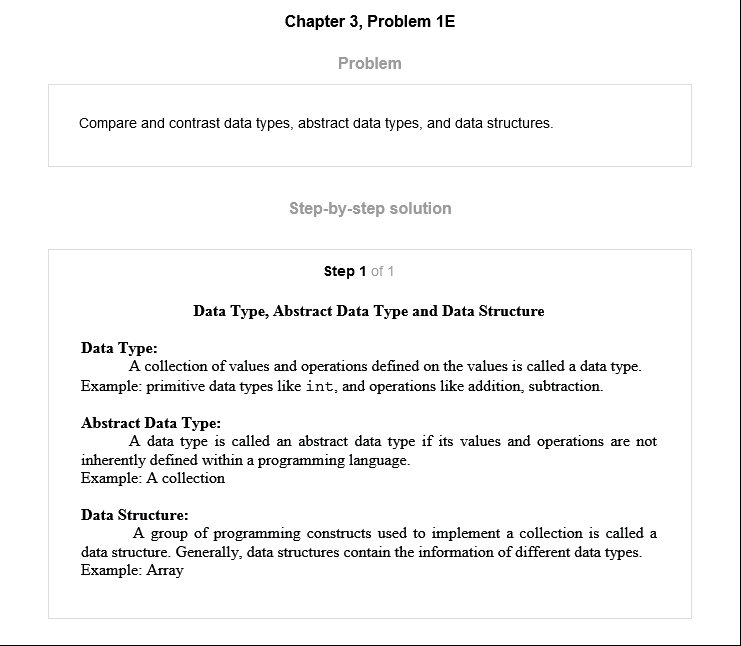 Chapter 3, Problem 1E
Problem
Compare and contrast data types, abstract data types, and data structures.
Step-by-step solution
Step 1 of 1
Data Type, Abstract Data Type and Data Structure
Data Type:
A collection of values and operations defined on the values is called a data type.
Example: primitive data types like int, and operations like addition, subtraction.
Abstract Data Type:
A data type is called an abstract data type if its values and operations are not
inherently defined within a programming language.
Example: A collection
Data Structure:
A group of programming constructs used to implement a collection is called a
data structure. Generally, data structures contain the information of different data types.
Example: Array